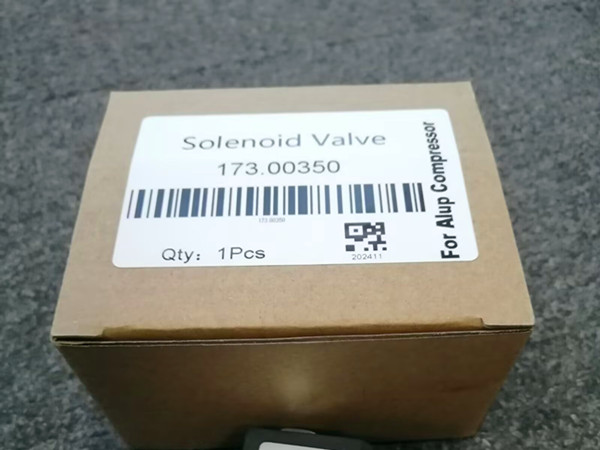 Solenoid Valve
173.00350
Qty: 1Pcs
202411
For Alup Compressor